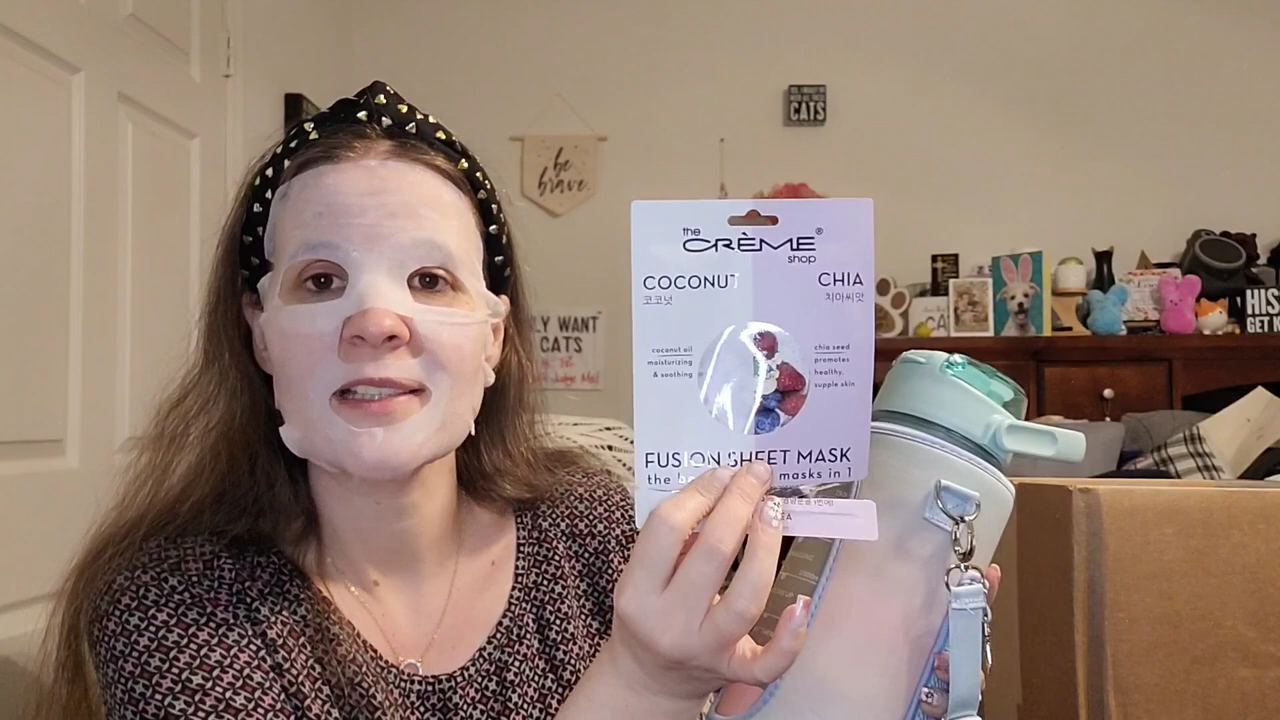 CATS
be
brave
the
CRÈME®
shop
COCONUT
코코넛
CHIA
치아씨맛
coconut oil
moisturizing
& soothing
chia seed
promotes
healthy,
supple skin
FUSION SHEET MASK
the masks in 1
LY WANT
CATS
HIS
GET